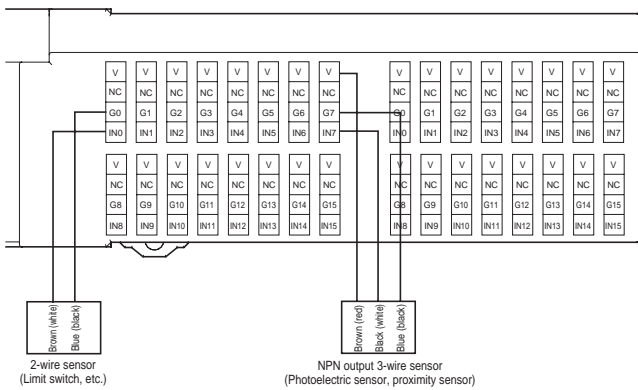 V V V V V V V V V V V V V V V V
NC NC NC NC NC NC NC NC NC NC NC NC NC NC NC NC
G0 G1 G2 G3 G4 G5 G6 G7 G0 G1 G2 G3 G4 G5 G6 G7
IN0 IN1 IN2 IN3 IN4 IN5 IN6 IN7 IN0 IN1 IN2 IN3 IN4 IN5 IN6 IN7
V V V V V V V V V V V V V V V V
NC NC NC NC NC NC NC NC NC NC NC NC NC NC NC NC
G8 G9 G10 G11 G12 G13 G14 G15 G8 G9 G10 G11 G12 G13 G14 G15
IN8 IN9 IN10 IN11 IN12 IN13 IN14 IN15 IN8 IN9 IN10 IN11 IN12 IN13 IN14 IN15
Brown (white)
Blue (black)
2-wire sensor
(Limit switch, etc.)
Brown (red)
Black (white)
Blue (black)
NPN output 3-wire sensor
(Photoelectric sensor, proximity sensor)